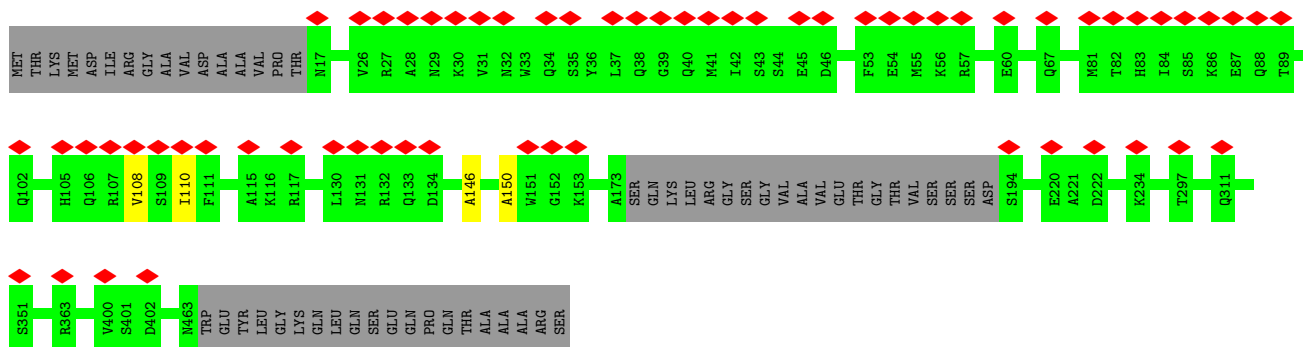 MET THR LYS MET ASP ILE ARG GLY ALA VAL ASP ALA ALA VAL PRO THR N17 V26 R27 A28 N29 K30 V31 N32 W33 Q34 S35 Y36 L37 Q38 G39 Q40 M41 I42 S43 S44 E45 D46 F53 E54 M55 K56 R57 E60 Q67 M81 T82 H83 I84 S85 K86 E87 Q88 T89
Q102 H105 Q106 R107 V108 S109 I110 F111 A115 K116 R117 L130 N131 R132 Q133 D134 A146 A150 W151 G152 K153 A173 SER GLN LYS LEU ARG GLY SER GLY VAL ALA VAL GLU THR GLY THR VAL SER SER SER ASP S194 E220 A221 D222 K234 T297 Q311
S351 R363 V400 S401 D402 N463 TRP GLU TYR LEU GLY LYS GLN LEU GLN SER GLU GLN PRO GLN THR ALA ALA ALA ARG SER